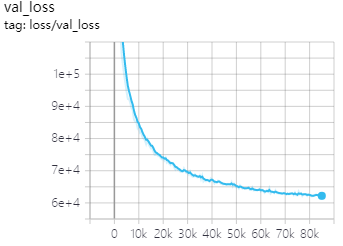 val_loss
tag: loss/val_loss
1e+5
9e+4
8e+4
7e+4
6e+4
0 10k 20k 30k 40k 50k 60k 70k 80k